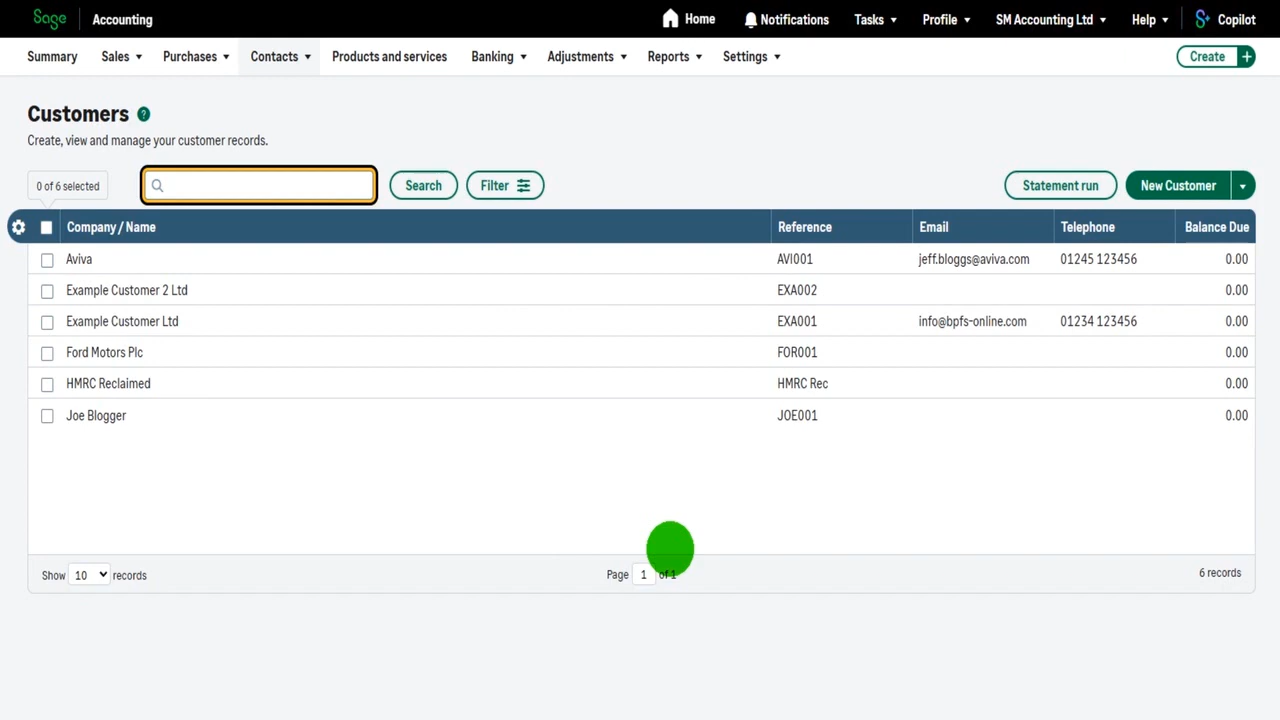 Sage Accounting Home Notifications Tasks Profile SM Accounting Ltd Help Copilot
Summary Sales Purchases Contacts Products and services Banking Adjustments Reports Settings Create +
Customers ?
Create, view and manage your customer records.
0 of 6 selected Search Filter Statement run New Customer
Company / Name Reference Email Telephone Balance Due
Aviva AVI001 jeff.bloggs@aviva.com 01245 123456 0.00
Example Customer 2 Ltd EXA002 0.00
Example Customer Ltd EXA001 info@bpfs-online.com 01234 123456 0.00
Ford Motors Plc FOR001 0.00
HMRC Reclaimed HMRC Rec 0.00
Joe Blogger JOE001 0.00
Show 10 records Page 1 of 1 6 records